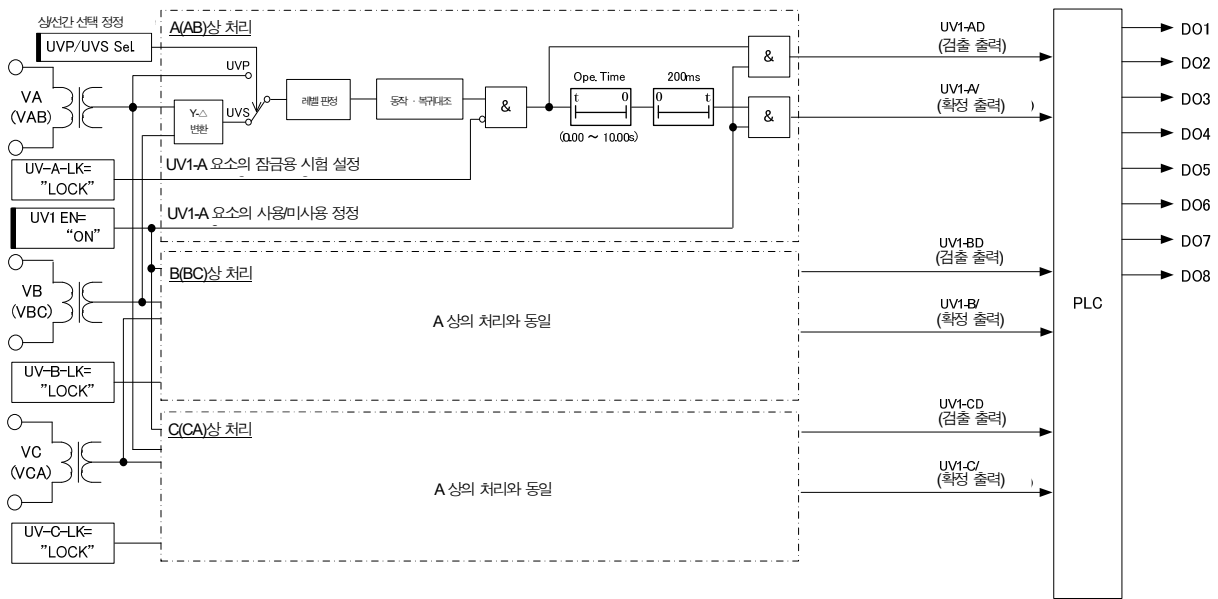 상/선간 선택 정정
UVP/UVS Sel.
VA
(VAB)
UV-A-LK=
"LOCK"
UV1 EN=
"ON"
VB
(VBC)
UV-B-LK=
"LOCK"
VC
(VCA)
UV-C-LK=
"LOCK"
A(AB)상 처리
UVP
Y-△
변환
UVS
레벨 판정
동작 · 복귀대조
&
Ope. Time
t 0
(0.00 ~ 10.00s)
200ms
0 t
&
&
UV1-A 요소의 잠금용 시험 설정
UV1-A 요소의 사용/미사용 정정
B(BC)상 처리
A 상의 처리와 동일
C(CA)상 처리
A 상의 처리와 동일
UV1-AD
(검출 출력)
UV1-A/
(확정 출력 )
UV1-BD
(검출 출력)
UV1-B/
(확정 출력)
UV1-CD
(검출 출력)
UV1-C/
(확정 출력 )
PLC
DO1
DO2
DO3
DO4
DO5
DO6
DO7
DO8